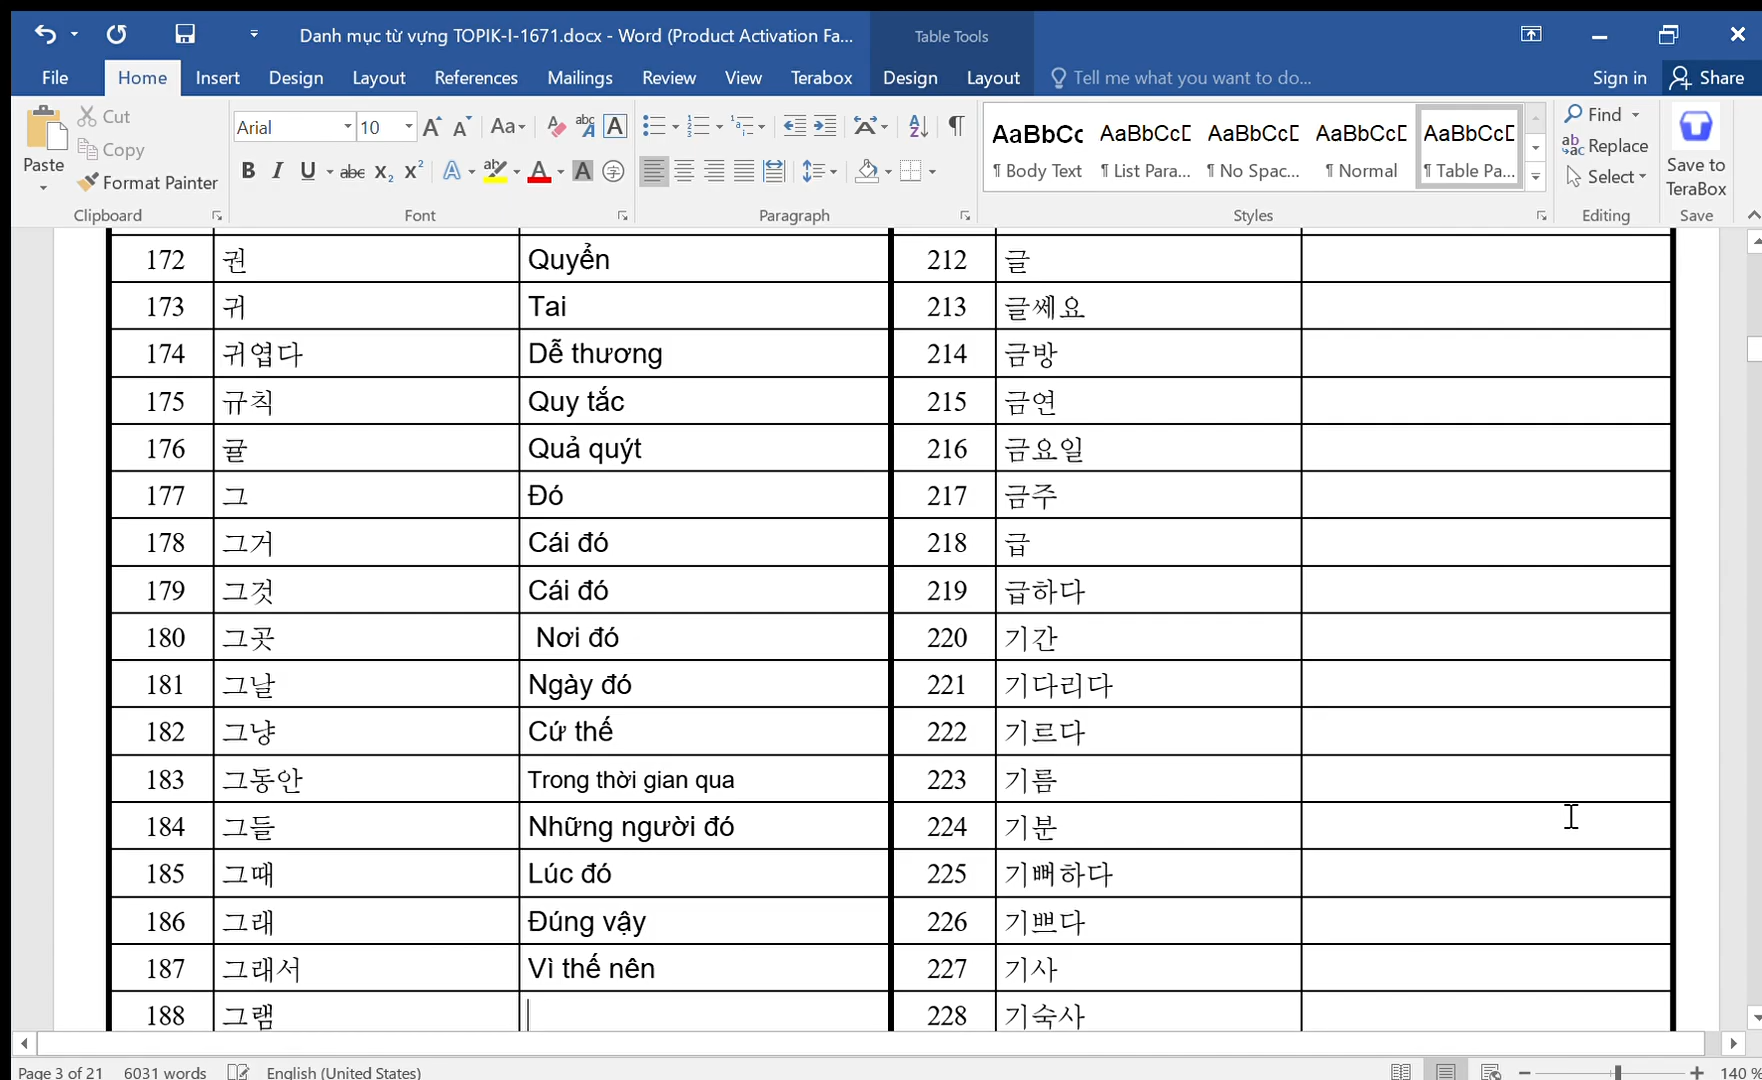 Danh mục từ vựng TOPIK-I-1671.docx - Word (Product Activation Fa...
Table Tools
File Home Insert Design Layout References Mailings Review View Terabox Design Layout Tell me what you want to do... Sign in Share
Paste
Cut
Copy
Format Painter
Clipboard
Arial 10
Font
Paragraph
AaBbCc AaBbCcD AaBbCcD AaBbCcD AaBbCcD
¶ Body Text ¶ List Para... ¶ No Spac... ¶ Normal ¶ Table Pa...
Styles
Find
Replace
Select
Editing
Save to
TeraBox
Save
172 권 Quyển 212 글
173 귀 Tai 213 글쎄요
174 귀엽다 Dễ thương 214 금방
175 규칙 Quy tắc 215 금연
176 귤 Quả quýt 216 금요일
177 그 Đó 217 금주
178 그거 Cái đó 218 급
179 그것 Cái đó 219 급하다
180 그곳 Nơi đó 220 기간
181 그날 Ngày đó 221 기다리다
182 그냥 Cứ thế 222 기르다
183 그동안 Trong thời gian qua 223 기름
184 그들 Những người đó 224 기분
185 그때 Lúc đó 225 기뻐하다
186 그래 Đúng vậy 226 기쁘다
187 그래서 Vì thế nên 227 기사
188 그램 228 기숙사
Page 3 of 21 6031 words English (United States) 140 %